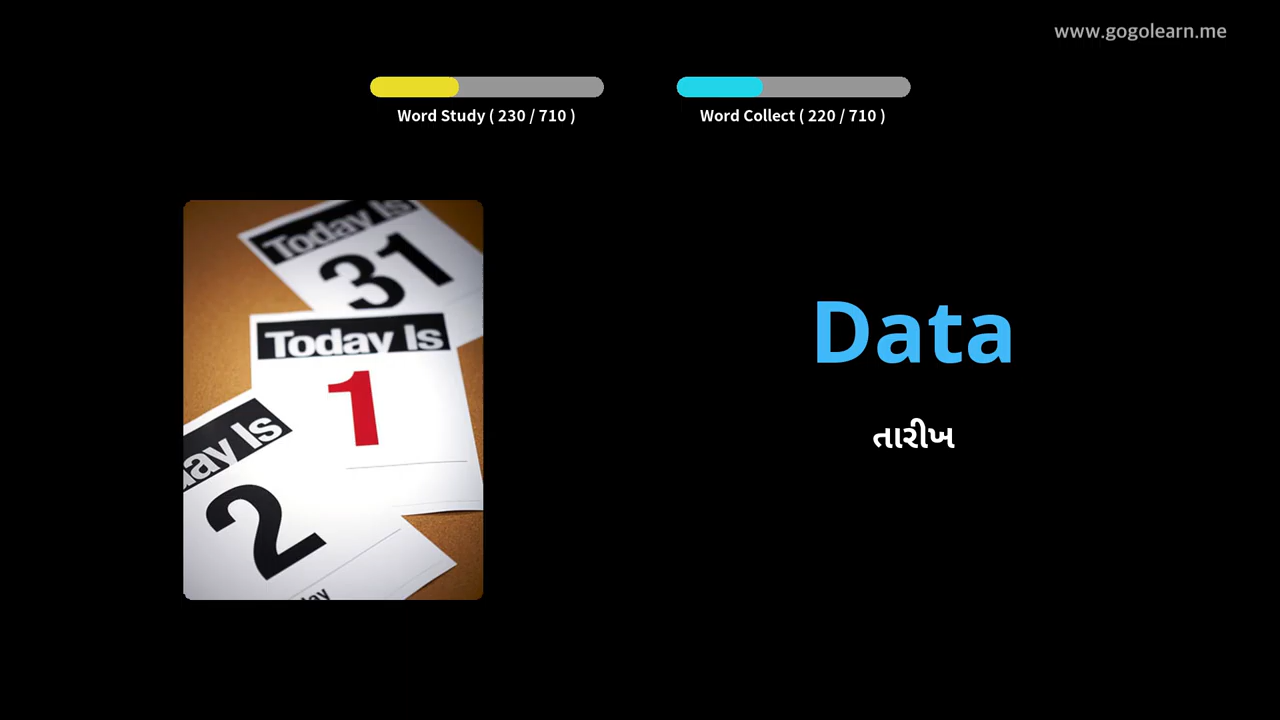 www.gogolearn.me
Word Study ( 230 / 710 )
Word Collect ( 220 / 710 )
Today Is
31
Today Is
1
ay Is
2
Data
તારીખ